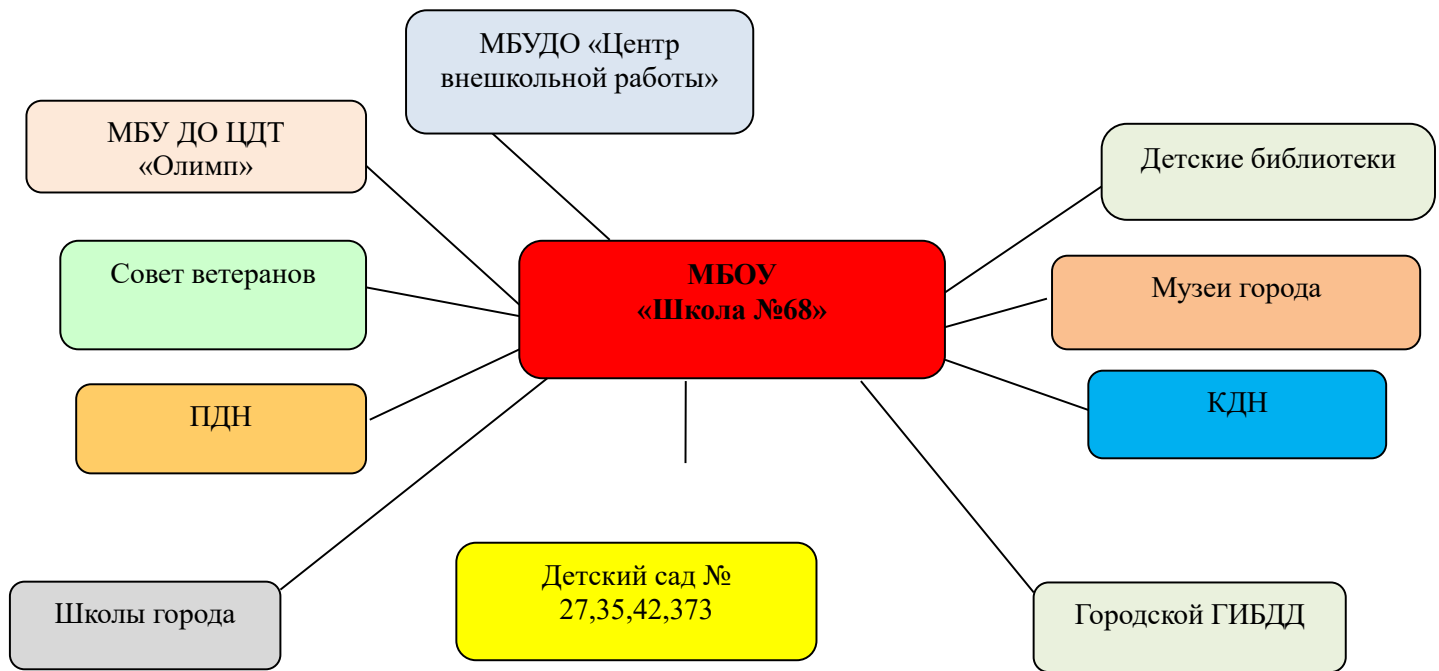 МБУДО «Центр
внешкольной работы»
МБУ ДО ЦДТ
«Олимп»
Детские библиотеки
Совет ветеранов
МБОУ
«Школа №68»
Музеи города
ПДН
КДН
Школы города
Детский сад №
27,35,42,373
Городской ГИБДД